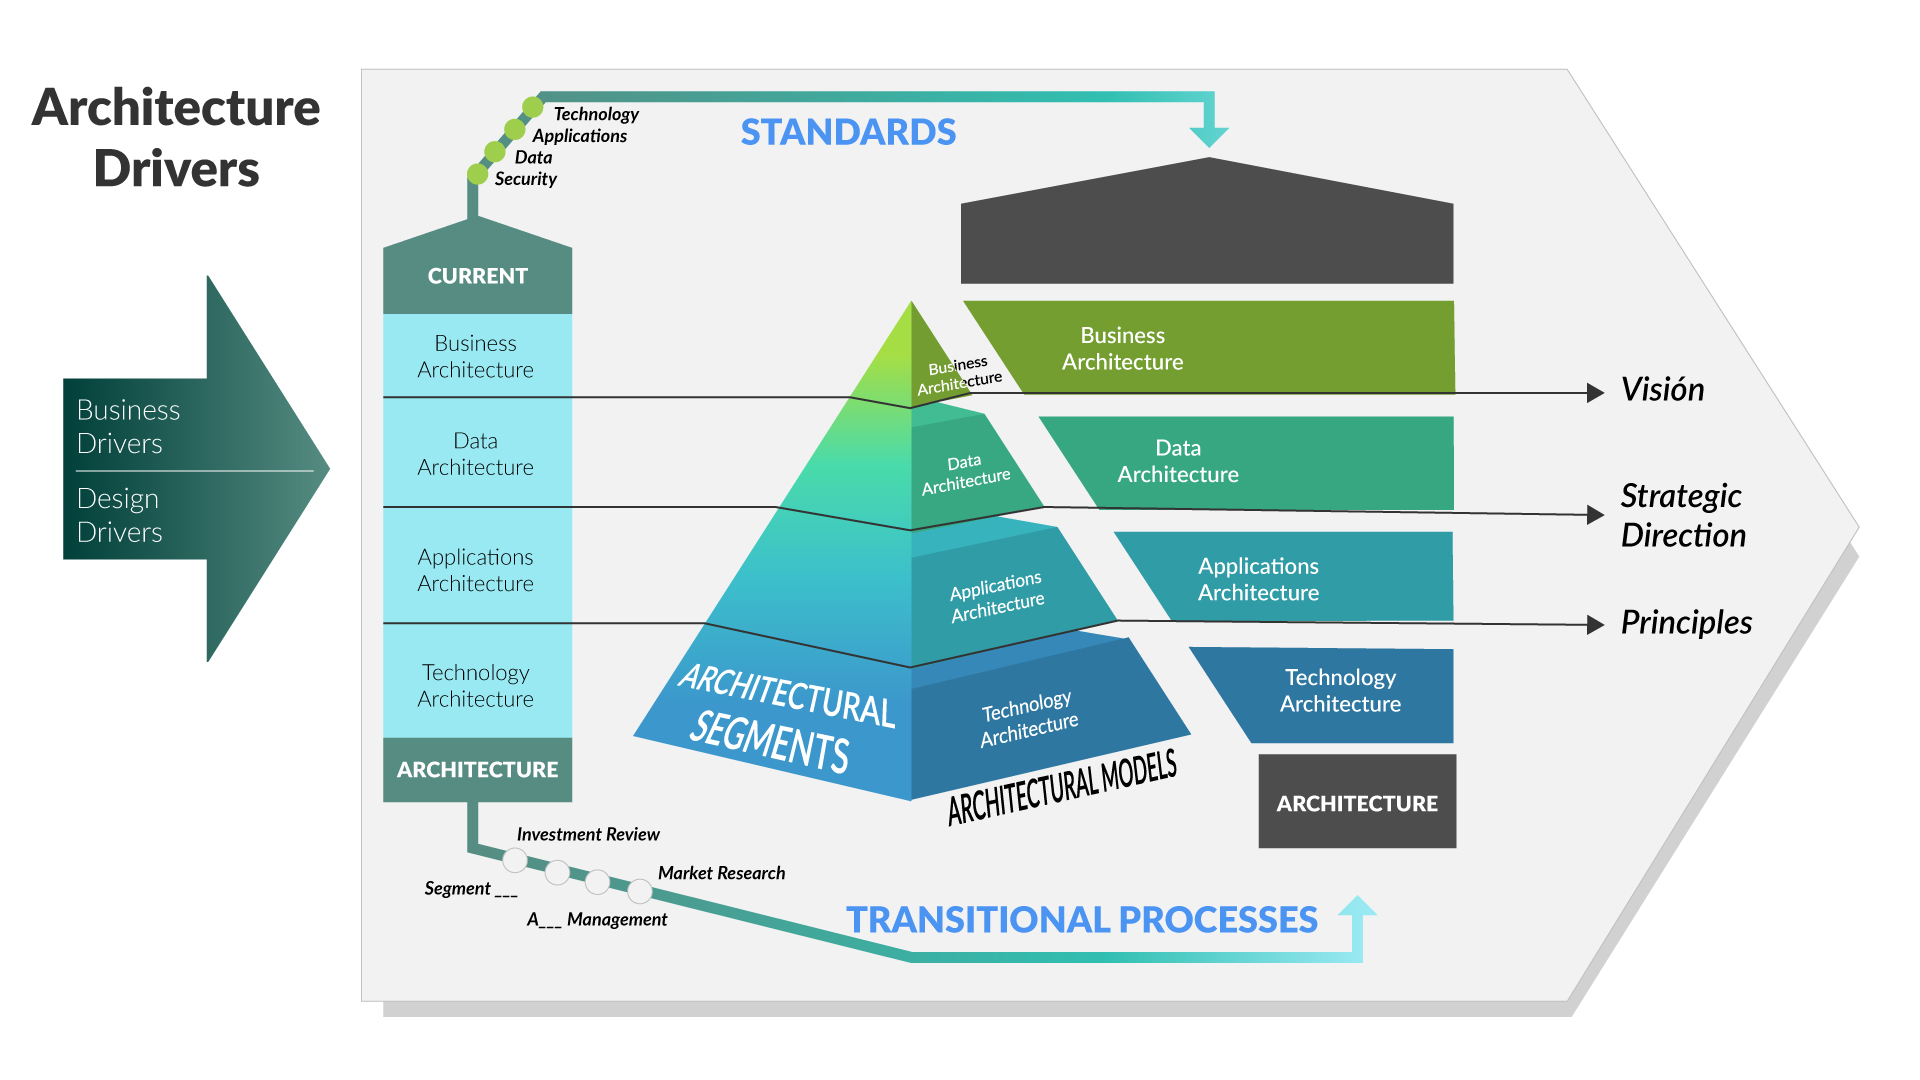 Architecture
Drivers
Business
Drivers
Design
Drivers
Technology
Applications
Data
Security
STANDARDS
CURRENT
Business
Architecture
Data
Architecture
Applications
Architecture
Technology
Architecture
ARCHITECTURE
Investment Review
Segment ___
Market Research
A___ Management
ARCHITECTURAL
SEGMENTS
Business
Architecture
Data
Architecture
Applications
Architecture
Technology
Architecture
ARCHITECTURAL MODELS
Business
Architecture
Data
Architecture
Applications
Architecture
Technology
Architecture
ARCHITECTURE
TRANSITIONAL PROCESSES
Visión
Strategic
Direction
Principles